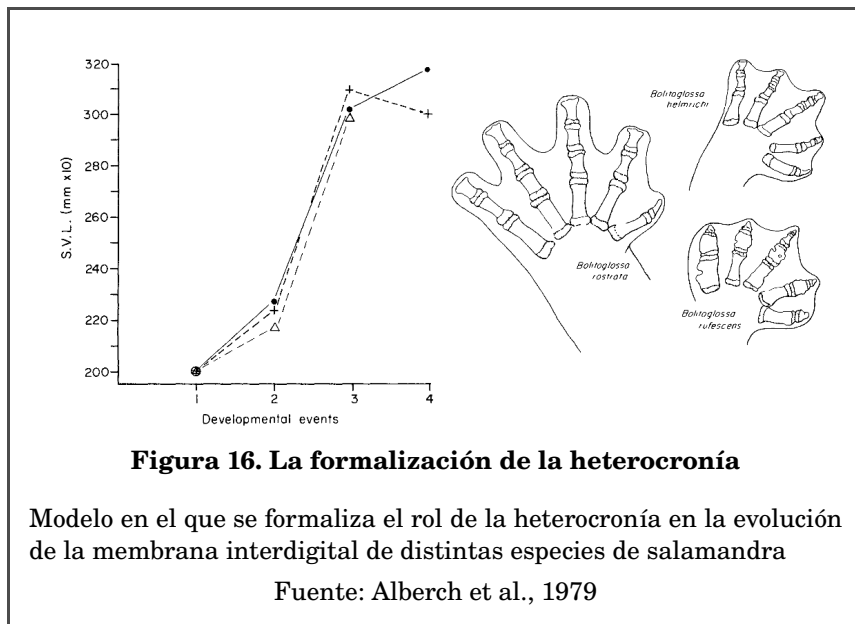 320
300
280
260
240
220
200
S.V.L. (mm x10)
1 2 3 4
Developmental events
Bolitoglossa
rostrata
Bolitoglossa
helmrichi
Bolitoglossa
rufescens
Figura 16. La formalización de la heterocronía
Modelo en el que se formaliza el rol de la heterocronía en la evolución
de la membrana interdigital de distintas especies de salamandra
Fuente: Alberch et al., 1979